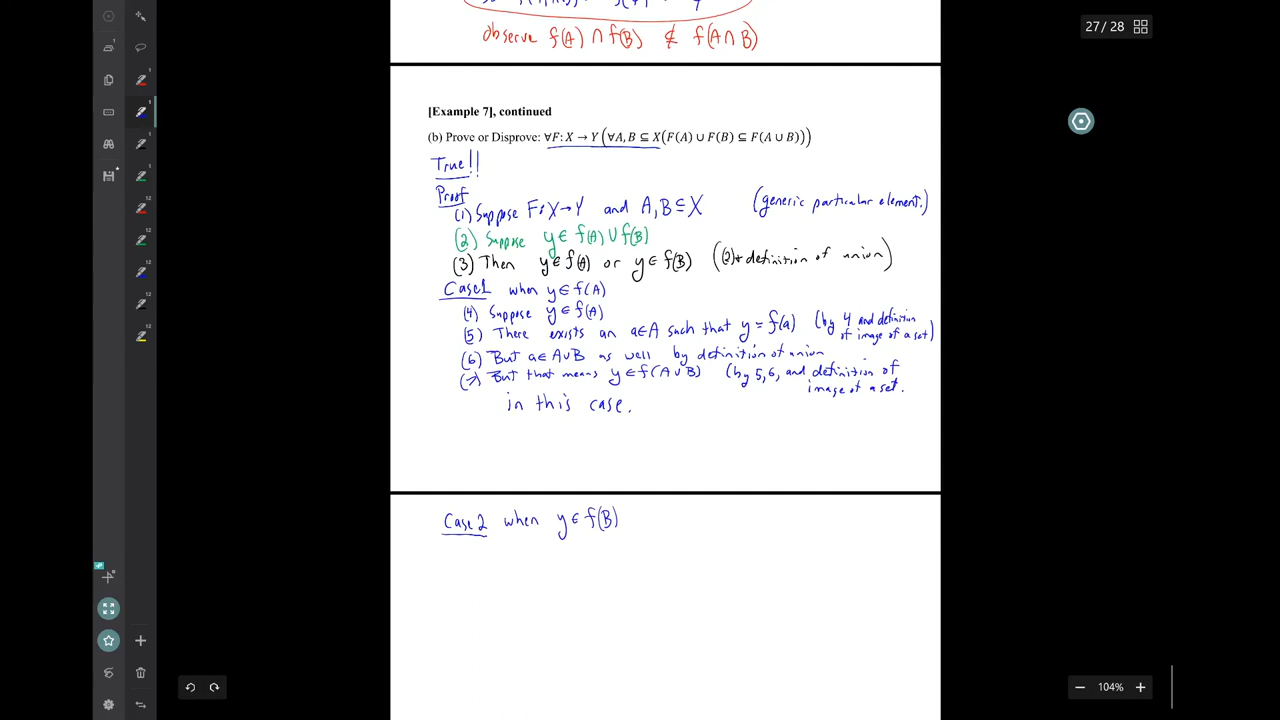 observe f(A) ∩ f(B) ⊄ f(A∩B)
27 / 28
[Example 7], continued
(b) Prove or Disprove: ∀F: X → Y (∀A, B ⊆ X(F(A) ∪ F(B) ⊆ F(A ∪ B)))
True!!
Proof
(1) Suppose F: X→Y and A,B ⊆ X (generic particular element.)
(2) Suppose y ∈ f(A) ∪ f(B)
(3) Then y ∈ f(A) or y ∈ f(B) ((2)+ definition of union)
Case 1 when y ∈ f(A)
(4) Suppose y ∈ f(A)
(5) There exists an a∈A such that y = f(a) (by 4 and definition of image of a set)
(6) But a∈A∪B as well by definition of union
(7) But that means y∈f(A∪B) (by 5,6, and definition of image of a set.
in this case.
Case 2 when y ∈ f(B)
104%